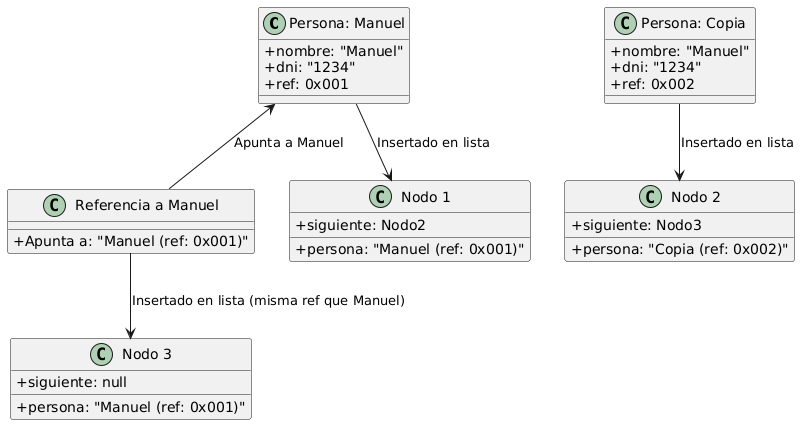 C Persona: Manuel
+nombre: "Manuel"
+dni: "1234"
+ref: 0x001
C Persona: Copia
+nombre: "Manuel"
+dni: "1234"
+ref: 0x002
Apunta a Manuel
Insertado en lista
Insertado en lista
C Referencia a Manuel
+Apunta a: "Manuel (ref: 0x001)"
C Nodo 1
+siguiente: Nodo2
+persona: "Manuel (ref: 0x001)"
C Nodo 2
+siguiente: Nodo3
+persona: "Copia (ref: 0x002)"
Insertado en lista (misma ref que Manuel)
C Nodo 3
+siguiente: null
+persona: "Manuel (ref: 0x001)"